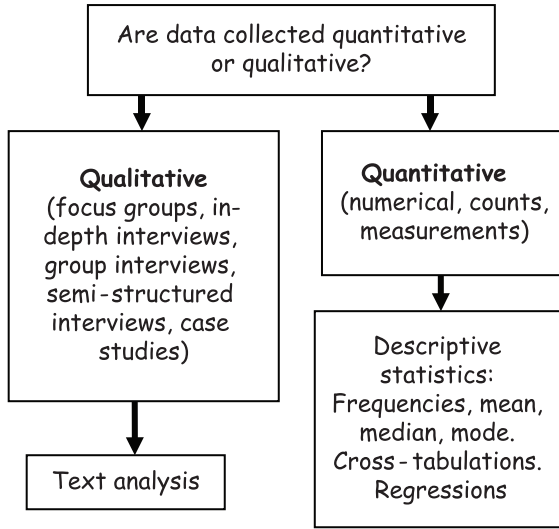 Are data collected quantitative
or qualitative?
Qualitative
(focus groups, in-
depth interviews,
group interviews,
semi-structured
interviews, case
studies)
Text analysis
Quantitative
(numerical, counts,
measurements)
Descriptive
statistics:
Frequencies, mean,
median, mode.
Cross-tabulations.
Regressions